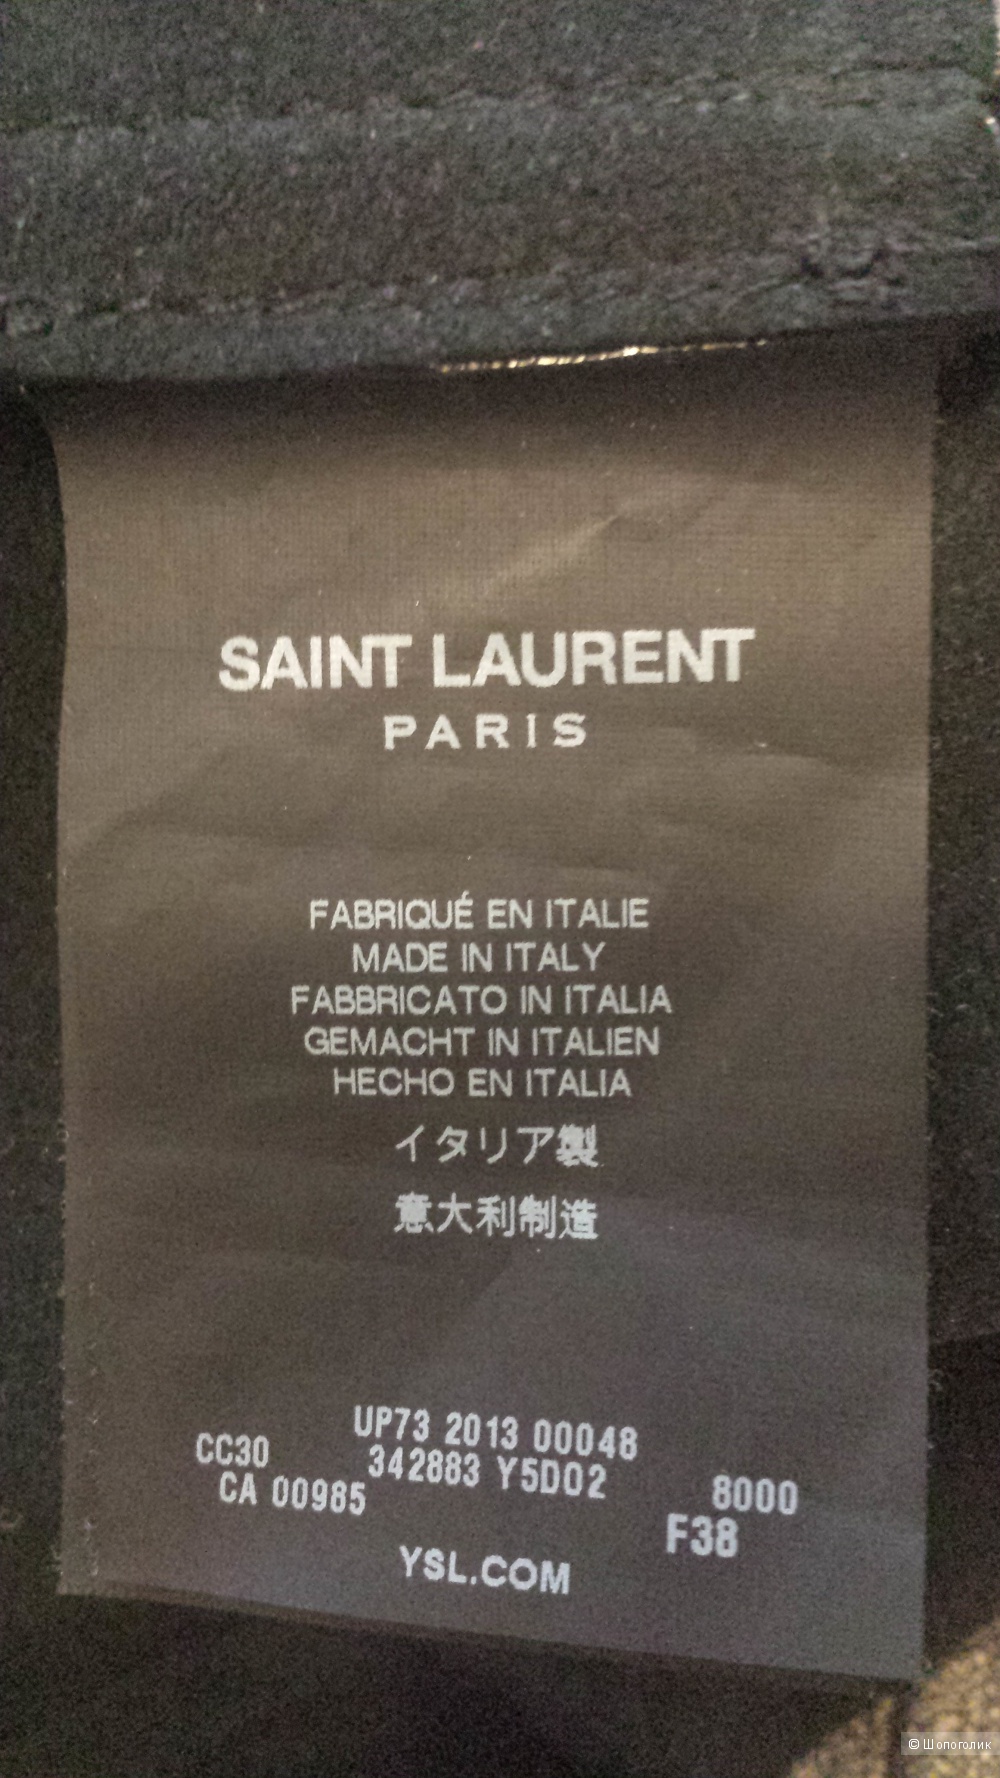 SAINT LAURENT
PARIS
FABRIQUÉ EN ITALIE
MADE IN ITALY
FABBRICATO IN ITALIA
GEMACHT IN ITALIEN
HECHO EN ITALIA
イタリア製
意大利制造
UP73 2013 00048
CC30 342883 Y5D02 8000
CA 00985 F38
YSL.COM
© Шопоголик